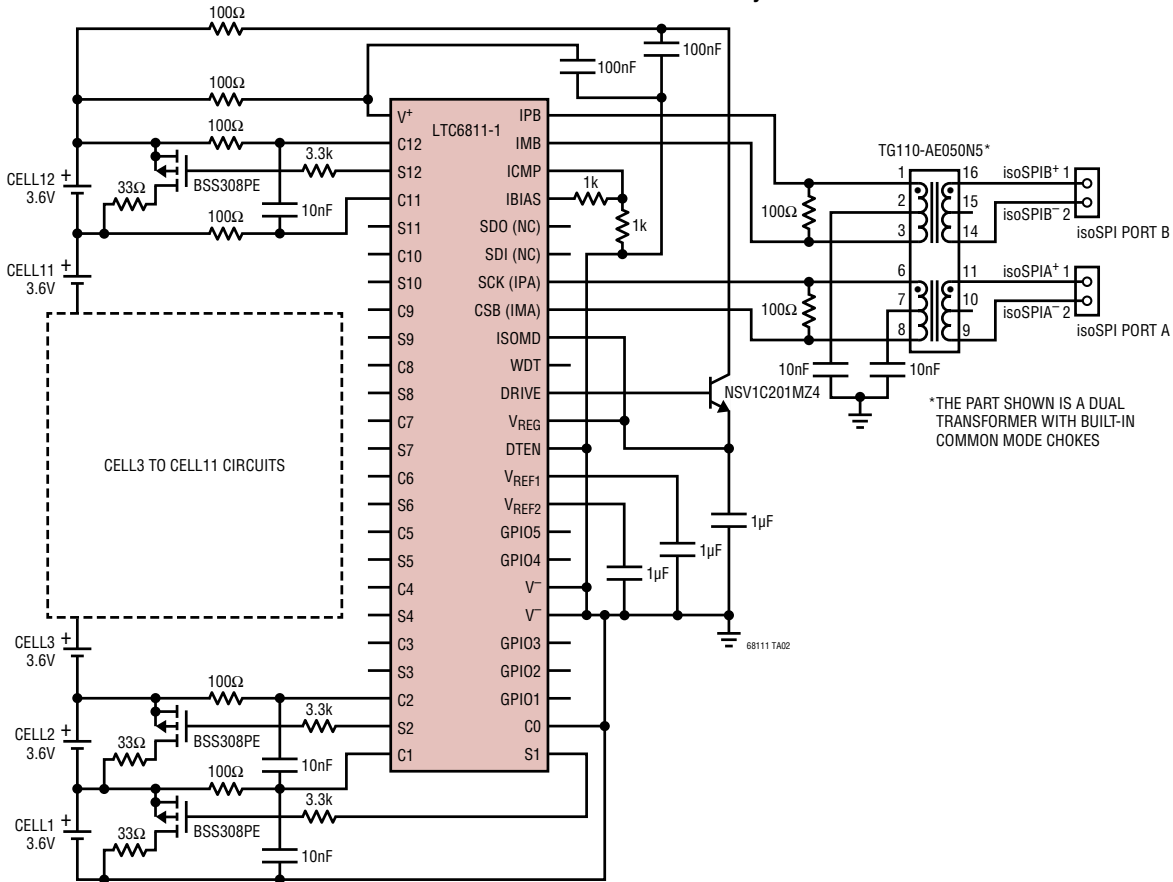 100Ω
100nF
100nF
100Ω
V+
LTC6811-1
IPB
100Ω
C12
IMB
TG110-AE050N5*
3.3k
S12
ICMP
1
16
isoSPIB+ 1
CELL12
3.6V
+
33Ω
BSS308PE
10nF
C11
IBIAS
1k
1k
100Ω
2
15
isoSPIB− 2
100Ω
S11
SDO (NC)
3
14
isoSPI PORT B
CELL11
3.6V
+
C10
SDI (NC)
S10
SCK (IPA)
6
11
isoSPIA+ 1
C9
CSB (IMA)
100Ω
7
10
isoSPIA− 2
S9
ISOMD
8
9
isoSPI PORT A
C8
WDT
10nF
10nF
S8
DRIVE
NSV1C201MZ4
*THE PART SHOWN IS A DUAL
TRANSFORMER WITH BUILT-IN
COMMON MODE CHOKES
C7
VREG
S7
DTEN
CELL3 TO CELL11 CIRCUITS
C6
VREF1
S6
VREF2
C5
GPIO5
1µF
S5
GPIO4
1µF
C4
V−
1µF
S4
V−
CELL3
3.6V
+
C3
GPIO3
68111 TA02
S3
GPIO2
100Ω
C2
GPIO1
3.3k
S2
C0
CELL2
3.6V
+
33Ω
BSS308PE
10nF
C1
S1
100Ω
3.3k
CELL1
3.6V
+
33Ω
BSS308PE
10nF